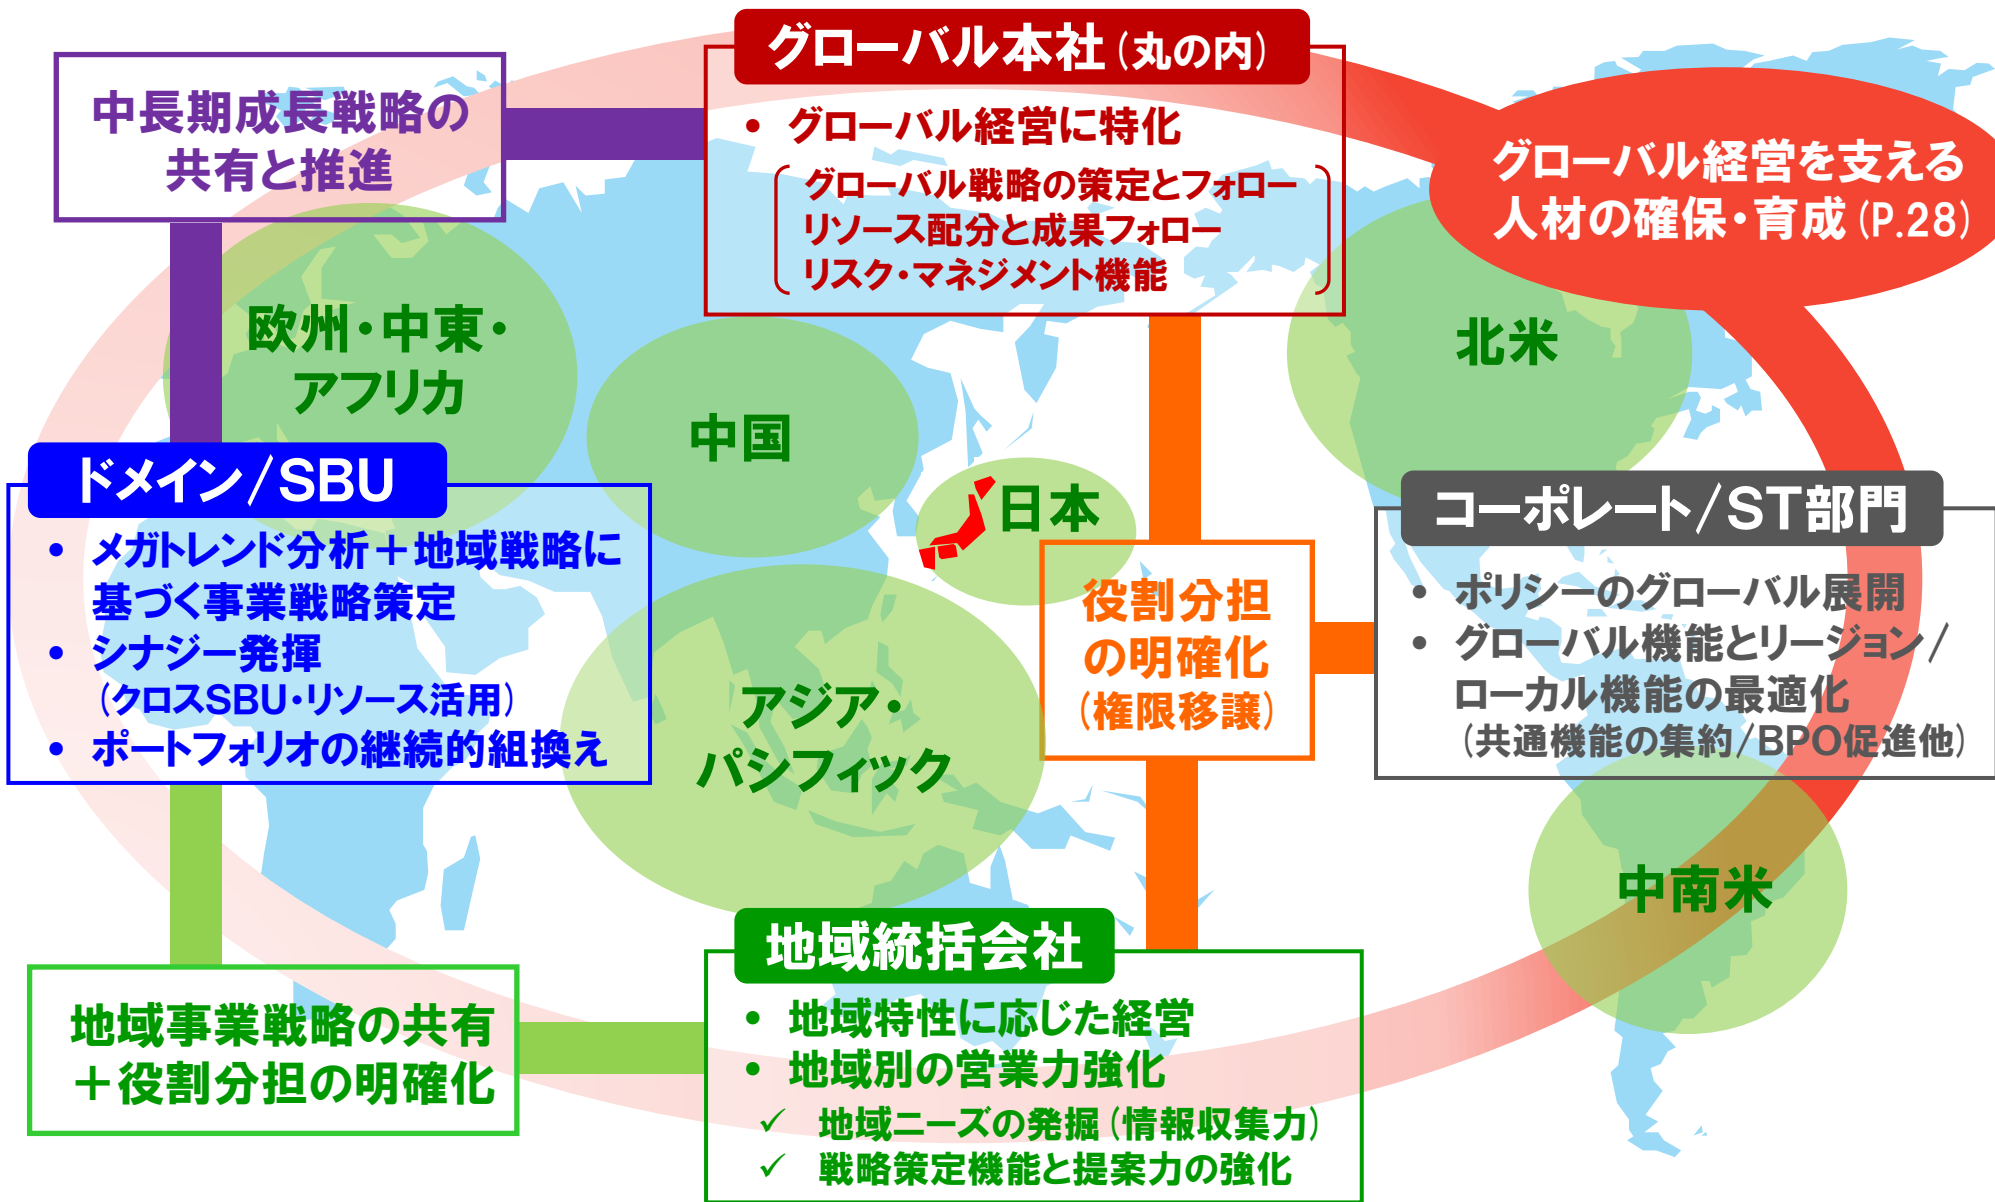 グローバル本社（丸の内）
• グローバル経営に特化
グローバル戦略の策定とフォロー
リソース配分と成果フォロー
リスク・マネジメント機能
中長期成長戦略の
共有と推進
グローバル経営を支える
人材の確保・育成（P.28）
欧州・中東・
アフリカ
中国
日本
北米
アジア・
パシフィック
中南米
ドメイン/SBU
• メガトレンド分析＋地域戦略に
基づく事業戦略策定
• シナジー発揮
（クロスSBU・リソース活用）
• ポートフォリオの継続的組換え
役割分担
の明確化
（権限移譲）
コーポレート/ST部門
• ポリシーのグローバル展開
• グローバル機能とリージョン/
ローカル機能の最適化
（共通機能の集約/BPO促進他）
地域事業戦略の共有
＋役割分担の明確化
地域統括会社
• 地域特性に応じた経営
• 地域別の営業力強化
✓ 地域ニーズの発掘（情報収集力）
✓ 戦略策定機能と提案力の強化